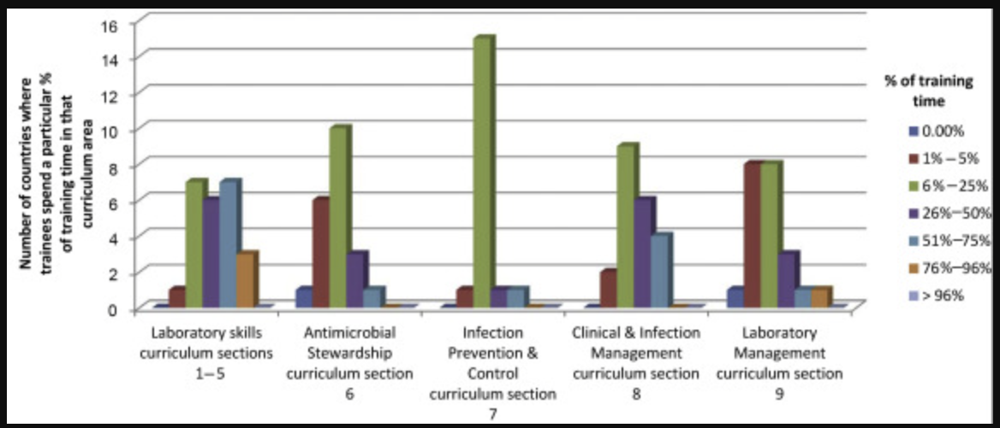 Number of countries where
trainees spend a particular %
of training time in that
curriculum area
16
14
12
10
8
6
4
2
0
Laboratory skills
curriculum sections
1–5
Antimicrobial
Stewardship
curriculum section
6
Infection
Prevention &
Control
curriculum section
7
Clinical & Infection
Management
curriculum section
8
Laboratory
Management
curriculum section
9
% of training
time
0.00%
1%–5%
6%–25%
26%–50%
51%–75%
76%–96%
> 96%